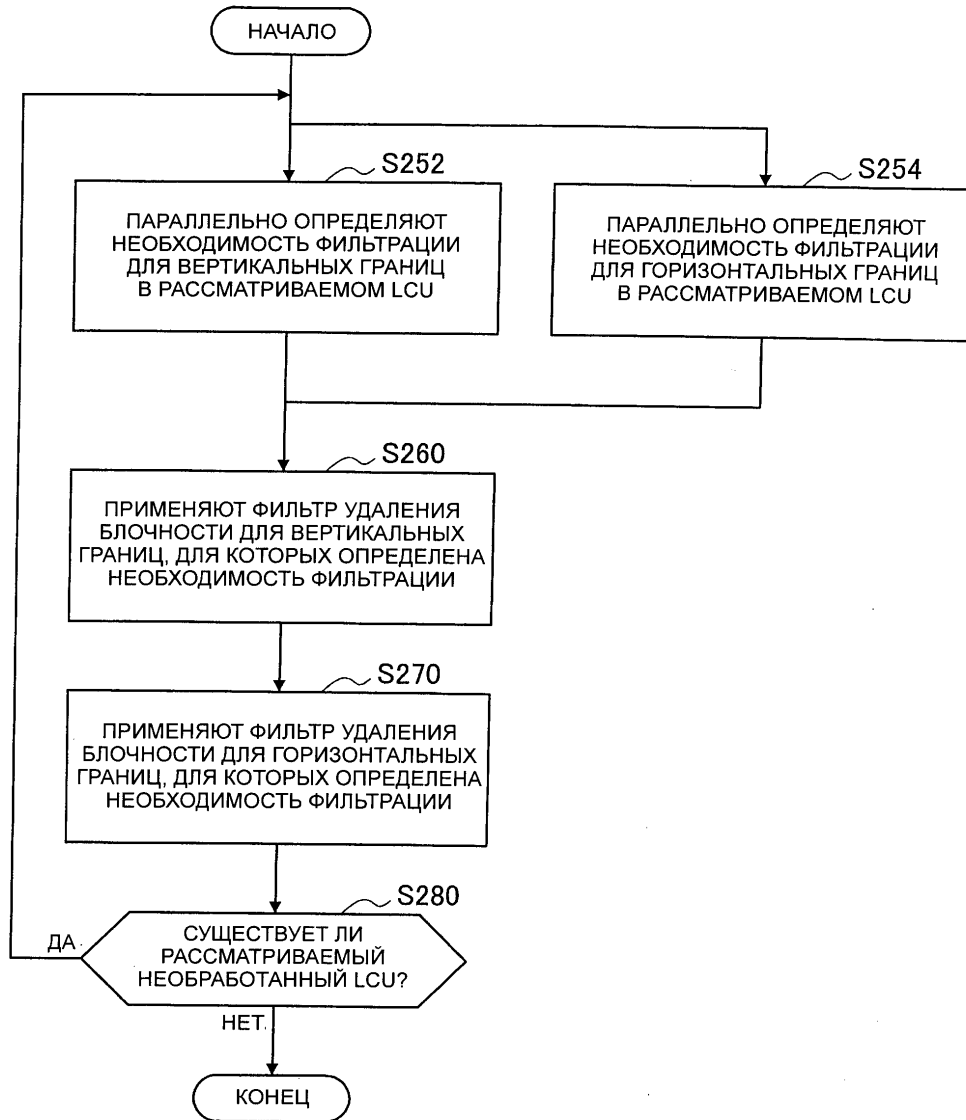 НАЧАЛО
S252
ПАРАЛЛЕЛЬНО ОПРЕДЕЛЯЮТ
НЕОБХОДИМОСТЬ ФИЛЬТРАЦИИ
ДЛЯ ВЕРТИКАЛЬНЫХ ГРАНИЦ
В РАССМАТРИВАЕМОМ LCU
S254
ПАРАЛЛЕЛЬНО ОПРЕДЕЛЯЮТ
НЕОБХОДИМОСТЬ ФИЛЬТРАЦИИ
ДЛЯ ГОРИЗОНТАЛЬНЫХ ГРАНИЦ
В РАССМАТРИВАЕМОМ LCU
S260
ПРИМЕНЯЮТ ФИЛЬТР УДАЛЕНИЯ
БЛОЧНОСТИ ДЛЯ ВЕРТИКАЛЬНЫХ
ГРАНИЦ, ДЛЯ КОТОРЫХ ОПРЕДЕЛЕНА
НЕОБХОДИМОСТЬ ФИЛЬТРАЦИИ
S270
ПРИМЕНЯЮТ ФИЛЬТР УДАЛЕНИЯ
БЛОЧНОСТИ ДЛЯ ГОРИЗОНТАЛЬНЫХ
ГРАНИЦ, ДЛЯ КОТОРЫХ ОПРЕДЕЛЕНА
НЕОБХОДИМОСТЬ ФИЛЬТРАЦИИ
S280
ДА
СУЩЕСТВУЕТ ЛИ
РАССМАТРИВАЕМЫЙ
НЕОБРАБОТАННЫЙ LCU?
НЕТ
КОНЕЦ